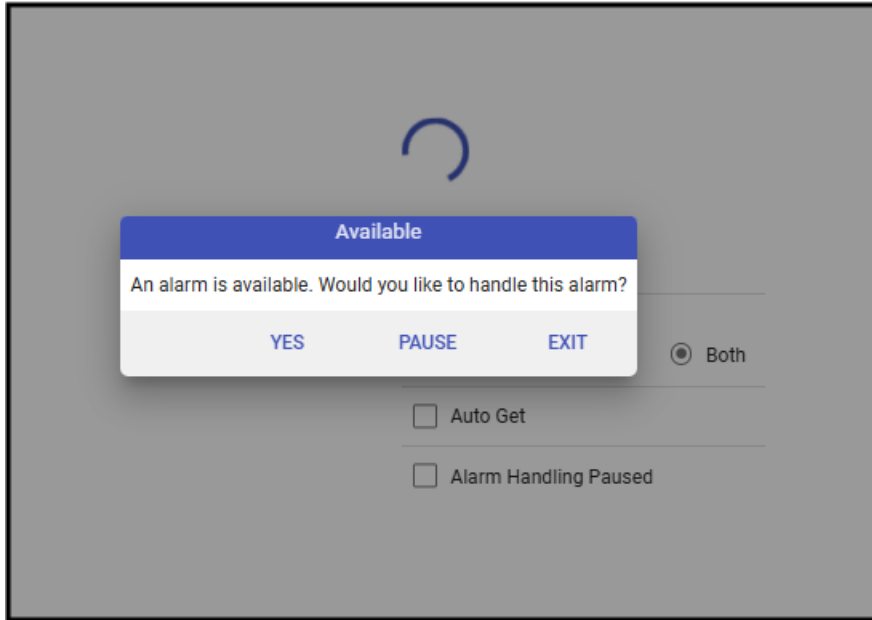 Available
An alarm is available. Would you like to handle this alarm?
YES PAUSE EXIT
Both
Auto Get
Alarm Handling Paused